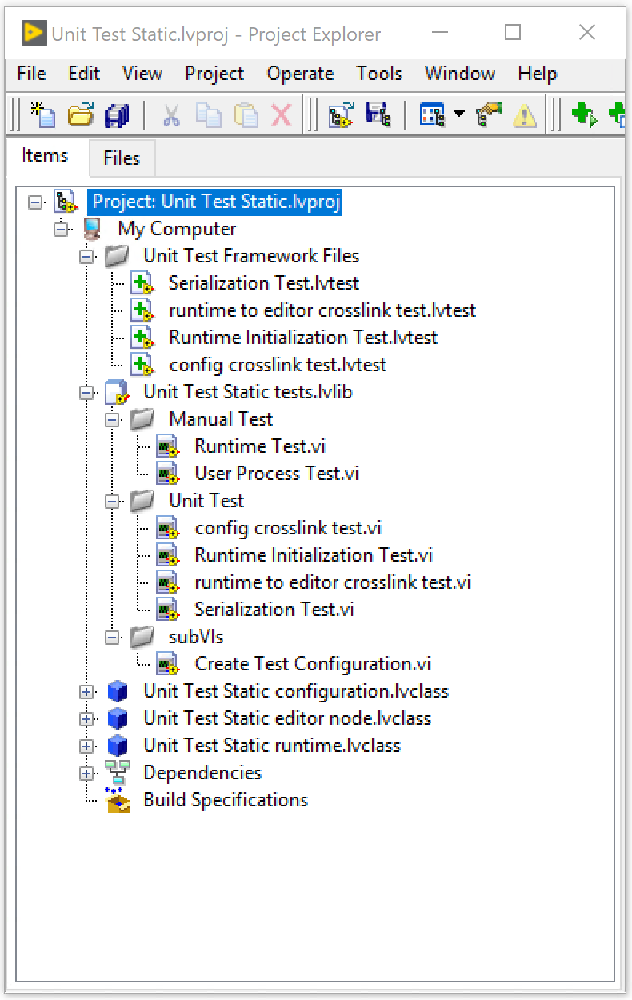 Unit Test Static.lvproj - Project Explorer
File Edit View Project Operate Tools Window Help
Items Files
Project: Unit Test Static.lvproj
My Computer
Unit Test Framework Files
Serialization Test.lvtest
runtime to editor crosslink test.lvtest
Runtime Initialization Test.lvtest
config crosslink test.lvtest
Unit Test Static tests.lvlib
Manual Test
Runtime Test.vi
User Process Test.vi
Unit Test
config crosslink test.vi
Runtime Initialization Test.vi
runtime to editor crosslink test.vi
Serialization Test.vi
subVIs
Create Test Configuration.vi
Unit Test Static configuration.lvclass
Unit Test Static editor node.lvclass
Unit Test Static runtime.lvclass
Dependencies
Build Specifications